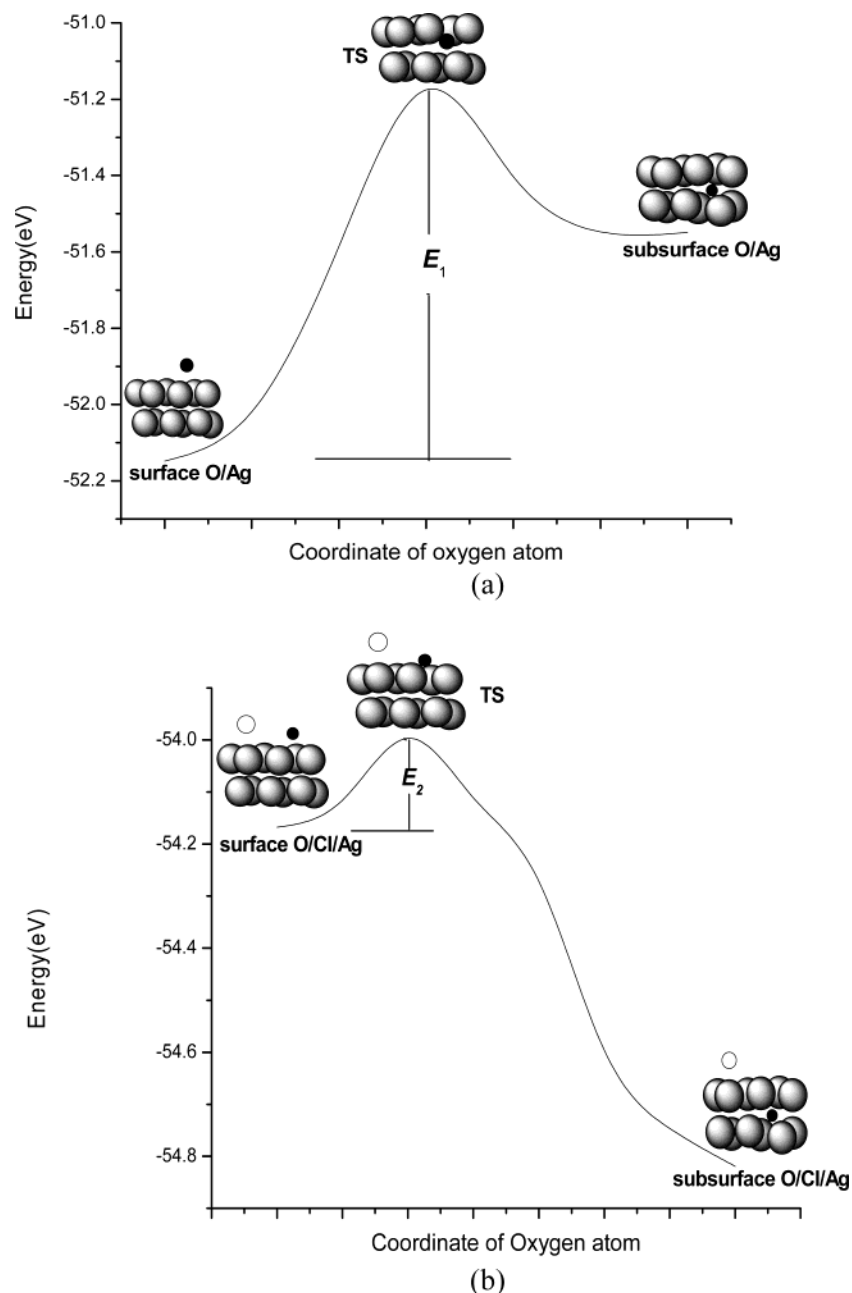 -51.0
TS
-51.2
-51.4
subsurface O/Ag
-51.6
E1
Energy(eV)
-51.8
-52.0
surface O/Ag
-52.2
Coordinate of oxygen atom
(a)
TS
-54.0
E2
surface O/Cl/Ag
-54.2
-54.4
Energy(eV)
-54.6
-54.8
subsurface O/Cl/Ag
Coordinate of Oxygen atom
(b)